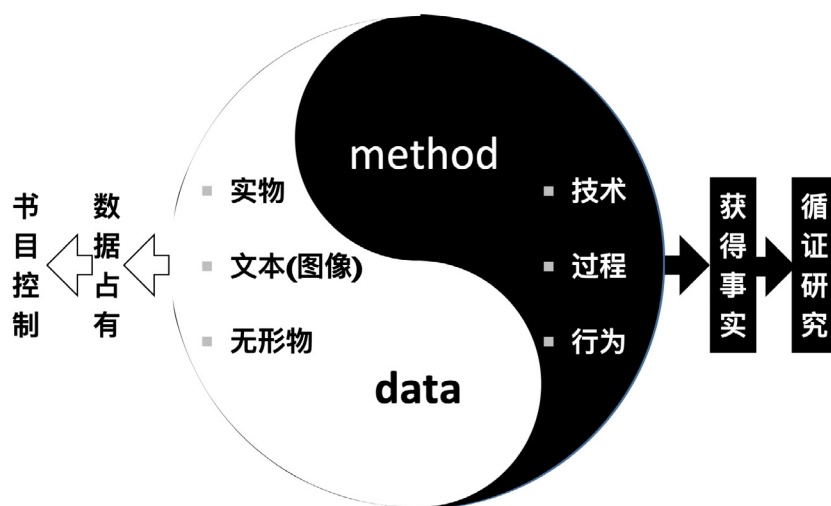 method
实物
文本(图像)
无形物
data
技术
过程
行为
书目控制
数据占有
获得事实
循证研究